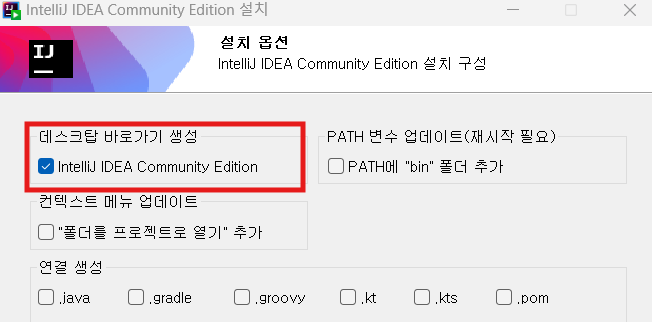 IntelliJ IDEA Community Edition 설치
IJ
설치 옵션
IntelliJ IDEA Community Edition 설치 구성
데스크탑 바로가기 생성
IntelliJ IDEA Community Edition
PATH 변수 업데이트(재시작 필요)
PATH에 "bin" 폴더 추가
컨텍스트 메뉴 업데이트
"폴더를 프로젝트로 열기" 추가
연결 생성
.java .gradle .groovy .kt .kts .pom